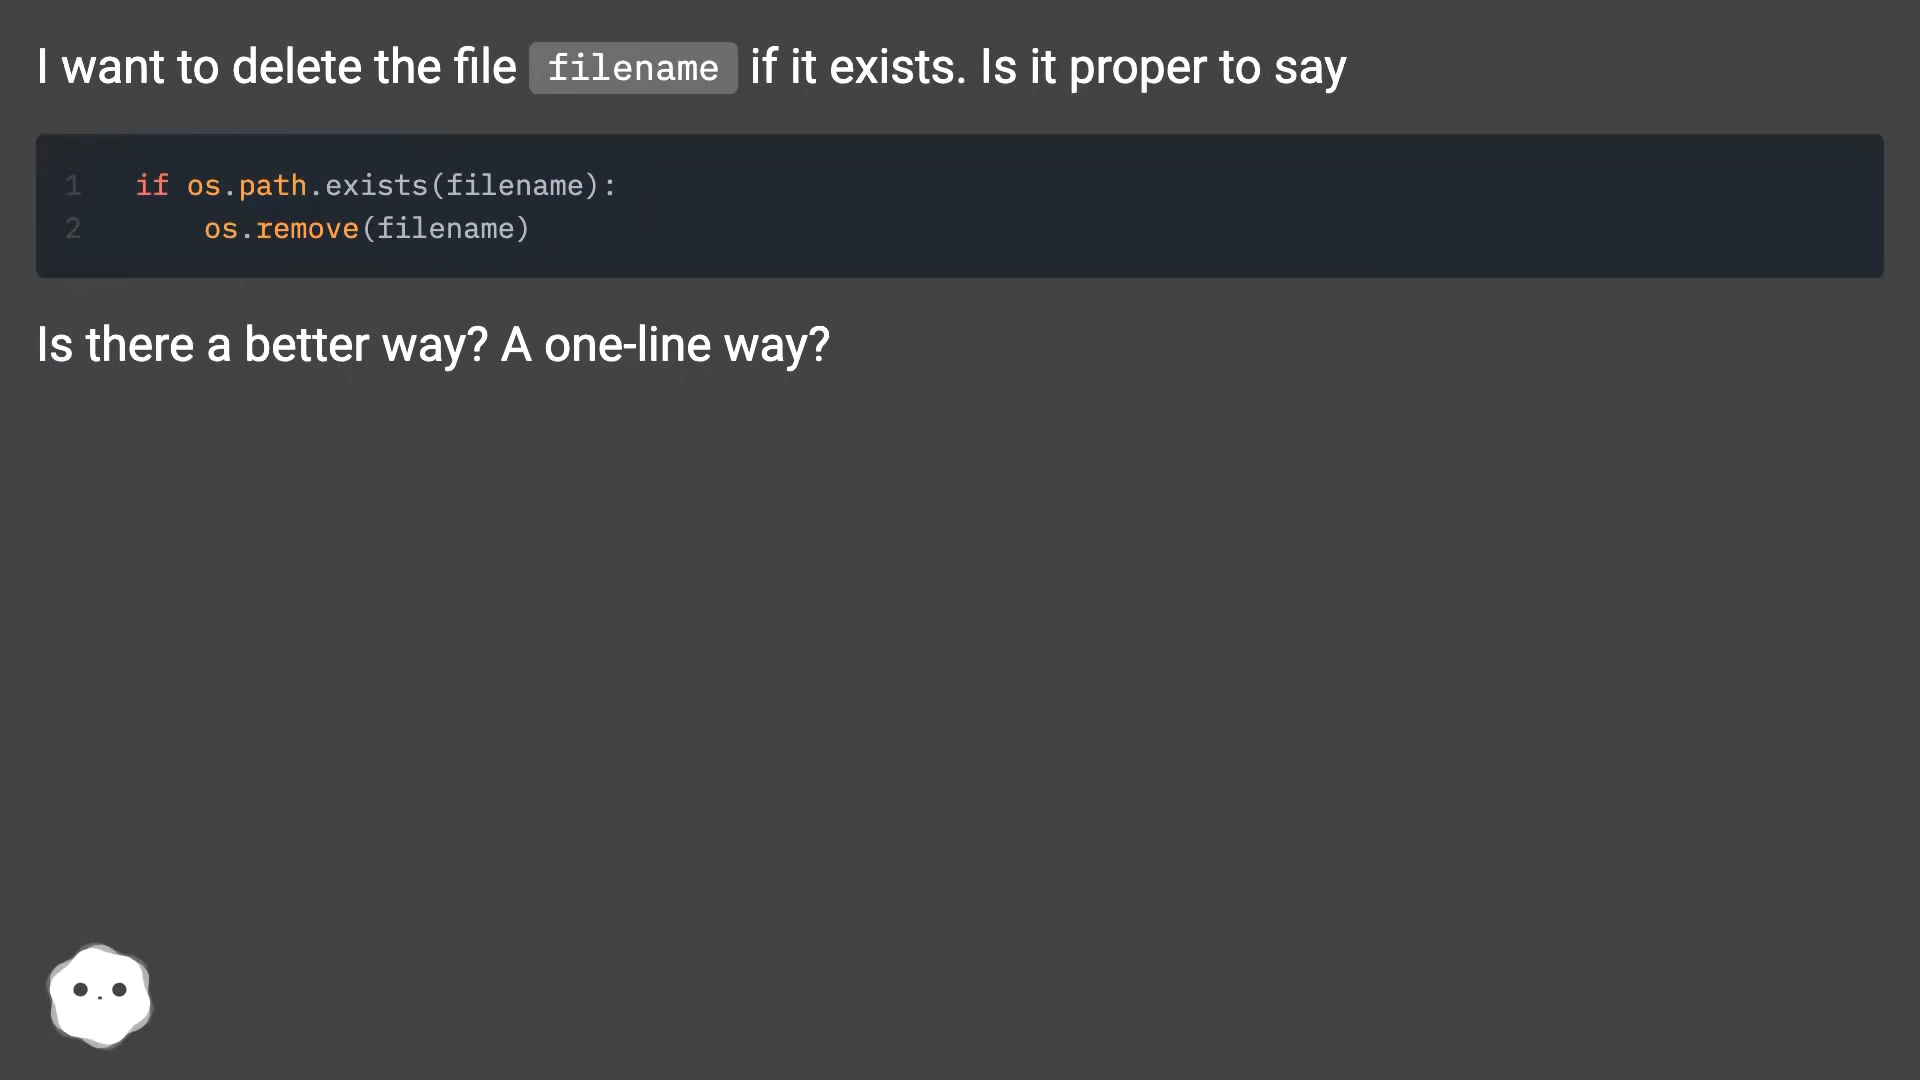 I want to delete the file filename if it exists. Is it proper to say
1 if os.path.exists(filename):
2 os.remove(filename)
Is there a better way? A one-line way?